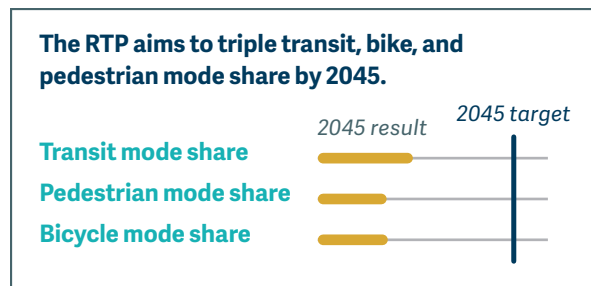 The RTP aims to triple transit, bike, and
pedestrian mode share by 2045.
2045 result
2045 target
Transit mode share
Pedestrian mode share
Bicycle mode share